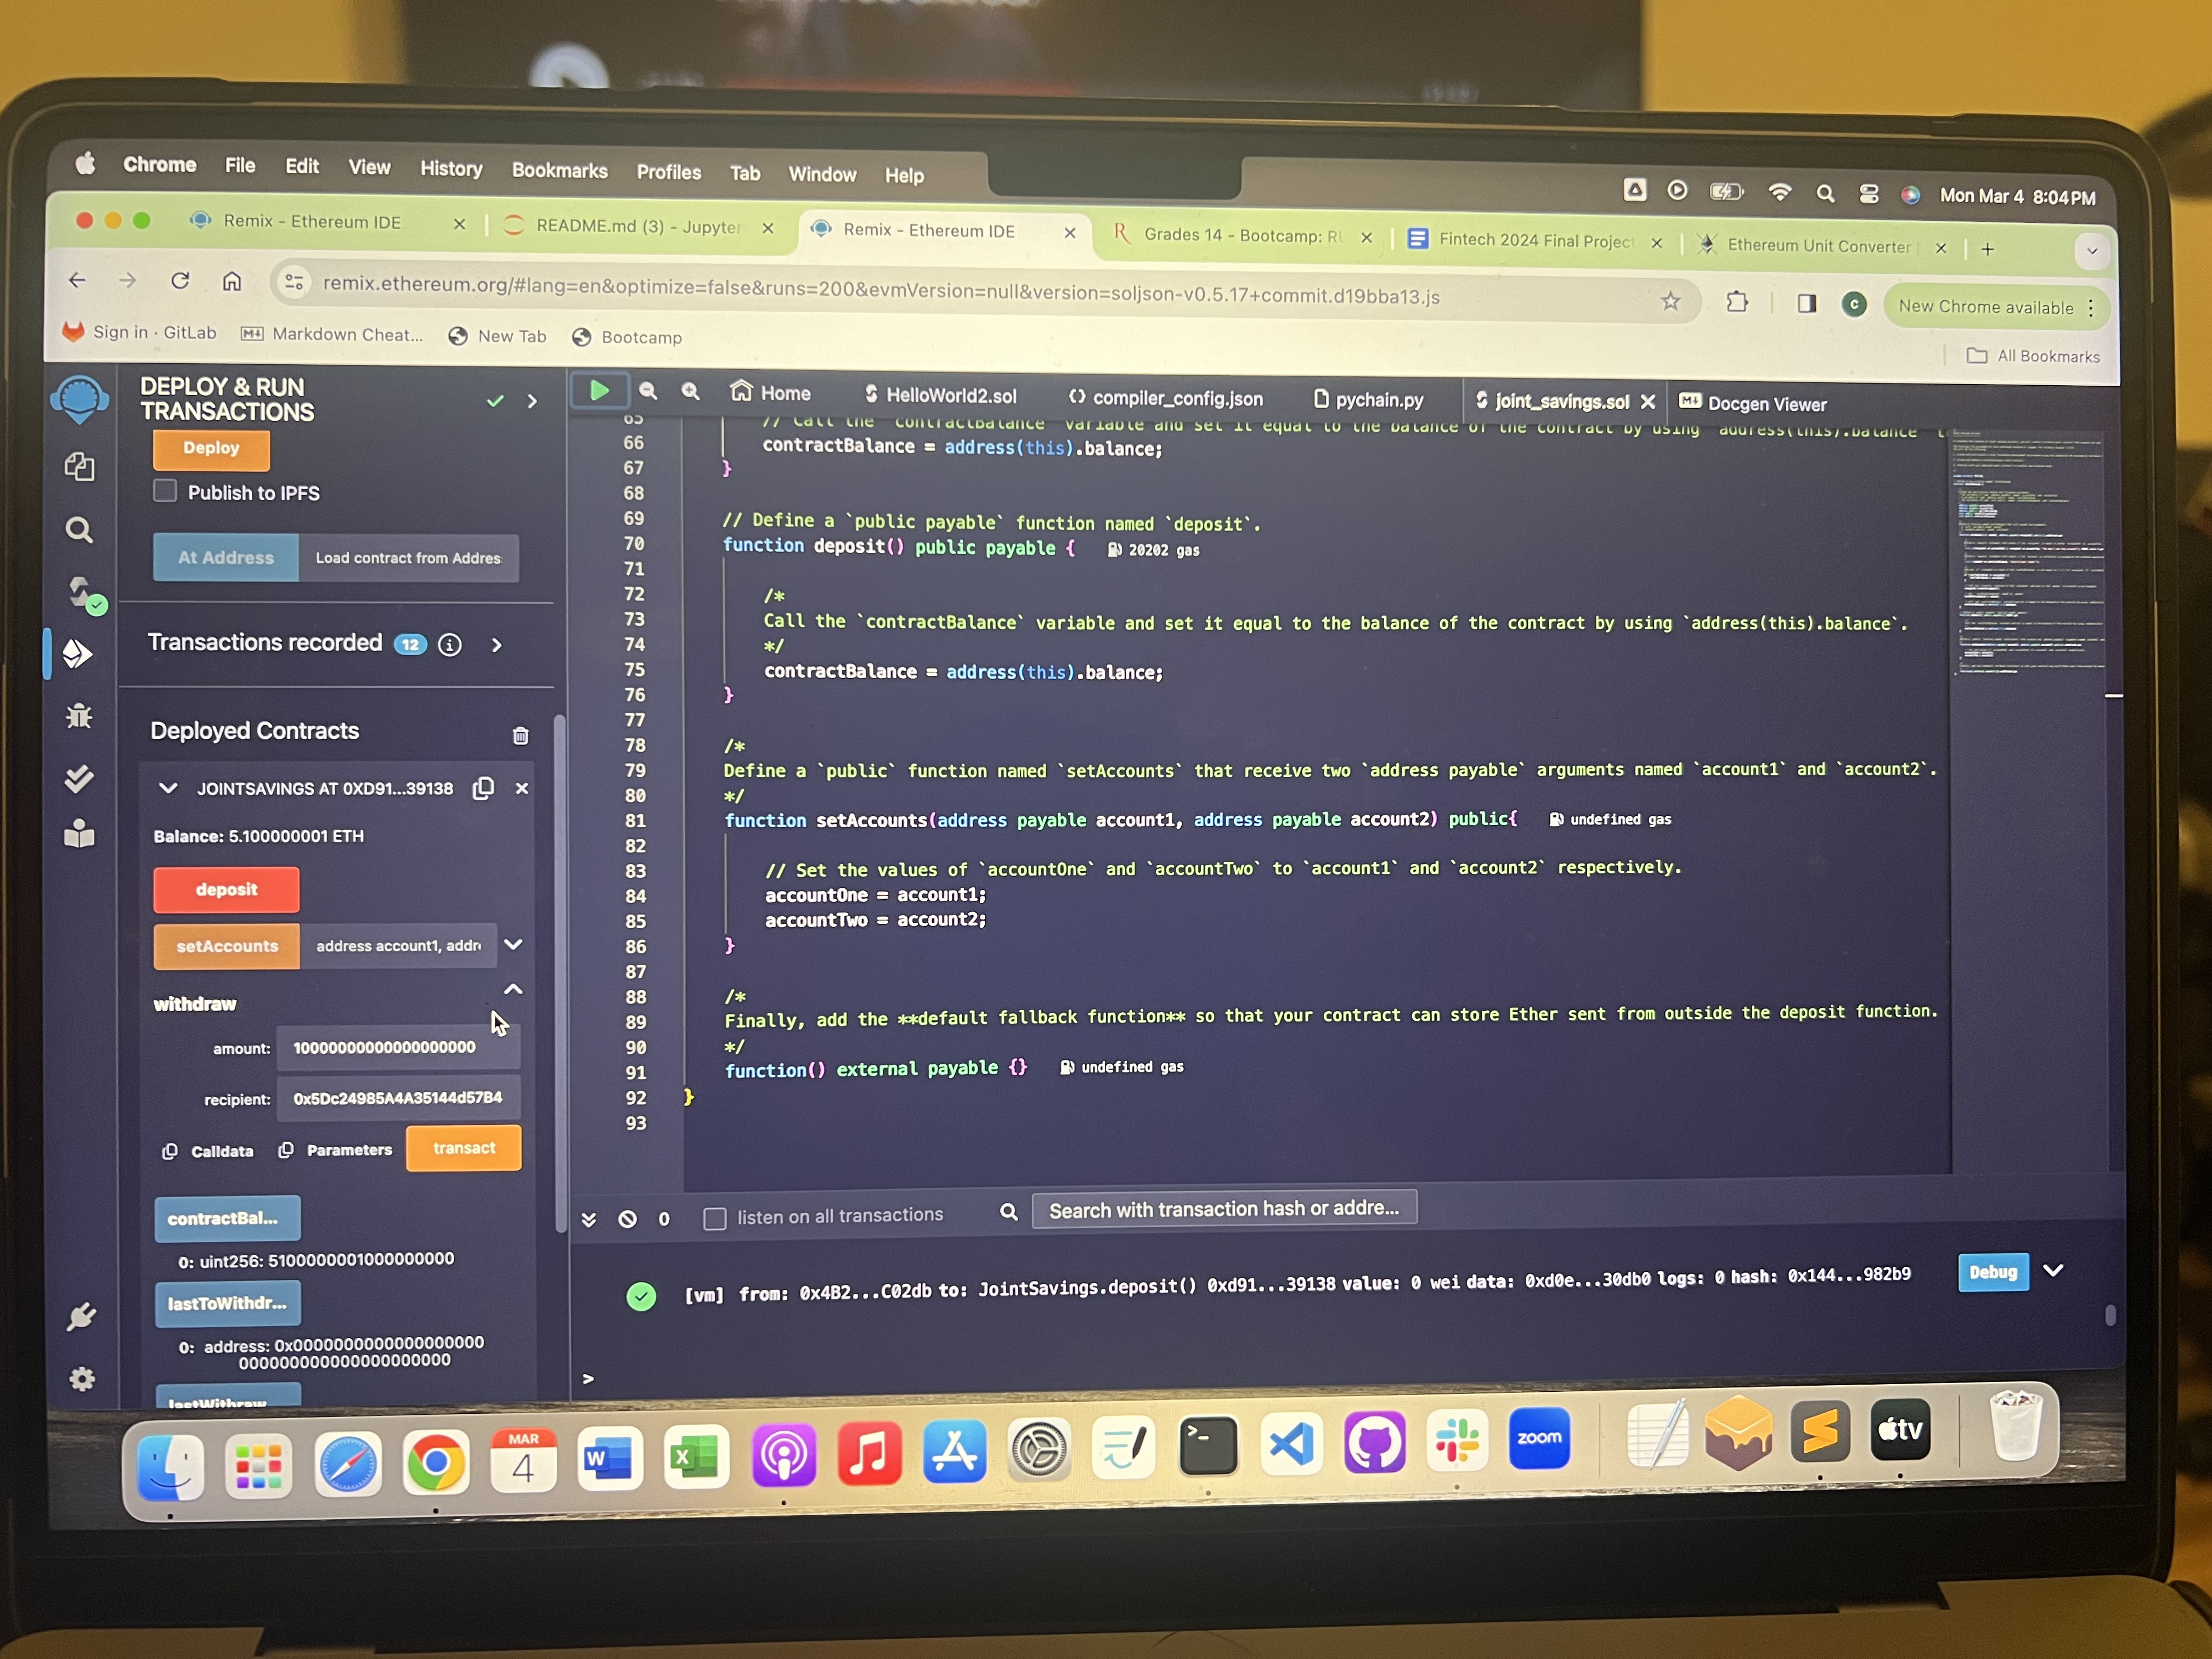 Chrome File Edit View History Bookmarks Profiles Tab Window Help
Mon Mar 4 8:04 PM
Remix - Ethereum IDE
README.md (3) - Jupyter
Remix - Ethereum IDE
Grades 14 - Bootcamp: RU
Fintech 2024 Final Projec
Ethereum Unit Converter
remix.ethereum.org/#lang=en&optimize=false&runs=200&evmVersion=null&version=soljson-v0.5.17+commit.d19bba13.js
New Chrome available
Sign in · GitLab
Markdown Cheat...
New Tab
Bootcamp
All Bookmarks
DEPLOY & RUN
TRANSACTIONS
Deploy
Publish to IPFS
At Address
Load contract from Addres
Transactions recorded 12
Deployed Contracts
JOINTSAVINGS AT 0XD91...39138
Balance: 5.100000001 ETH
deposit
setAccounts
address account1, addr
withdraw
amount: 10000000000000000000
recipient: 0x5Dc24985A4A35144d57B4
Calldata Parameters transact
contractBal...
0: uint256: 5100000001000000000
lastToWithdr...
0: address: 0x0000000000000000000
000000000000000000000
lastWithdraw
Home
HelloWorld2.sol
compiler_config.json
pychain.py
joint_savings.sol
Docgen Viewer
65 // Call the `contractBalance` variable and set it equal to the balance of the contract by using `address(this).balance` t
66 contractBalance = address(this).balance;
67 }
68
69 // Define a `public payable` function named `deposit`.
70 function deposit() public payable { 20202 gas
71
72 /*
73 Call the `contractBalance` variable and set it equal to the balance of the contract by using `address(this).balance`.
74 */
75 contractBalance = address(this).balance;
76 }
77
78 /*
79 Define a `public` function named `setAccounts` that receive two `address payable` arguments named `account1` and `account2`.
80 */
81 function setAccounts(address payable account1, address payable account2) public{ undefined gas
82
83 // Set the values of `accountOne` and `accountTwo` to `account1` and `account2` respectively.
84 accountOne = account1;
85 accountTwo = account2;
86 }
87
88 /*
89 Finally, add the **default fallback function** so that your contract can store Ether sent from outside the deposit function.
90 */
91 function() external payable {} undefined gas
92 }
93
0 listen on all transactions
Search with transaction hash or addre...
[vm] from: 0x4B2...C02db to: JointSavings.deposit() 0xd91...39138 value: 0 wei data: 0xd0e...30db0 logs: 0 hash: 0x144...982b9
Debug
>
MAR
4
W
X
zoom
tv